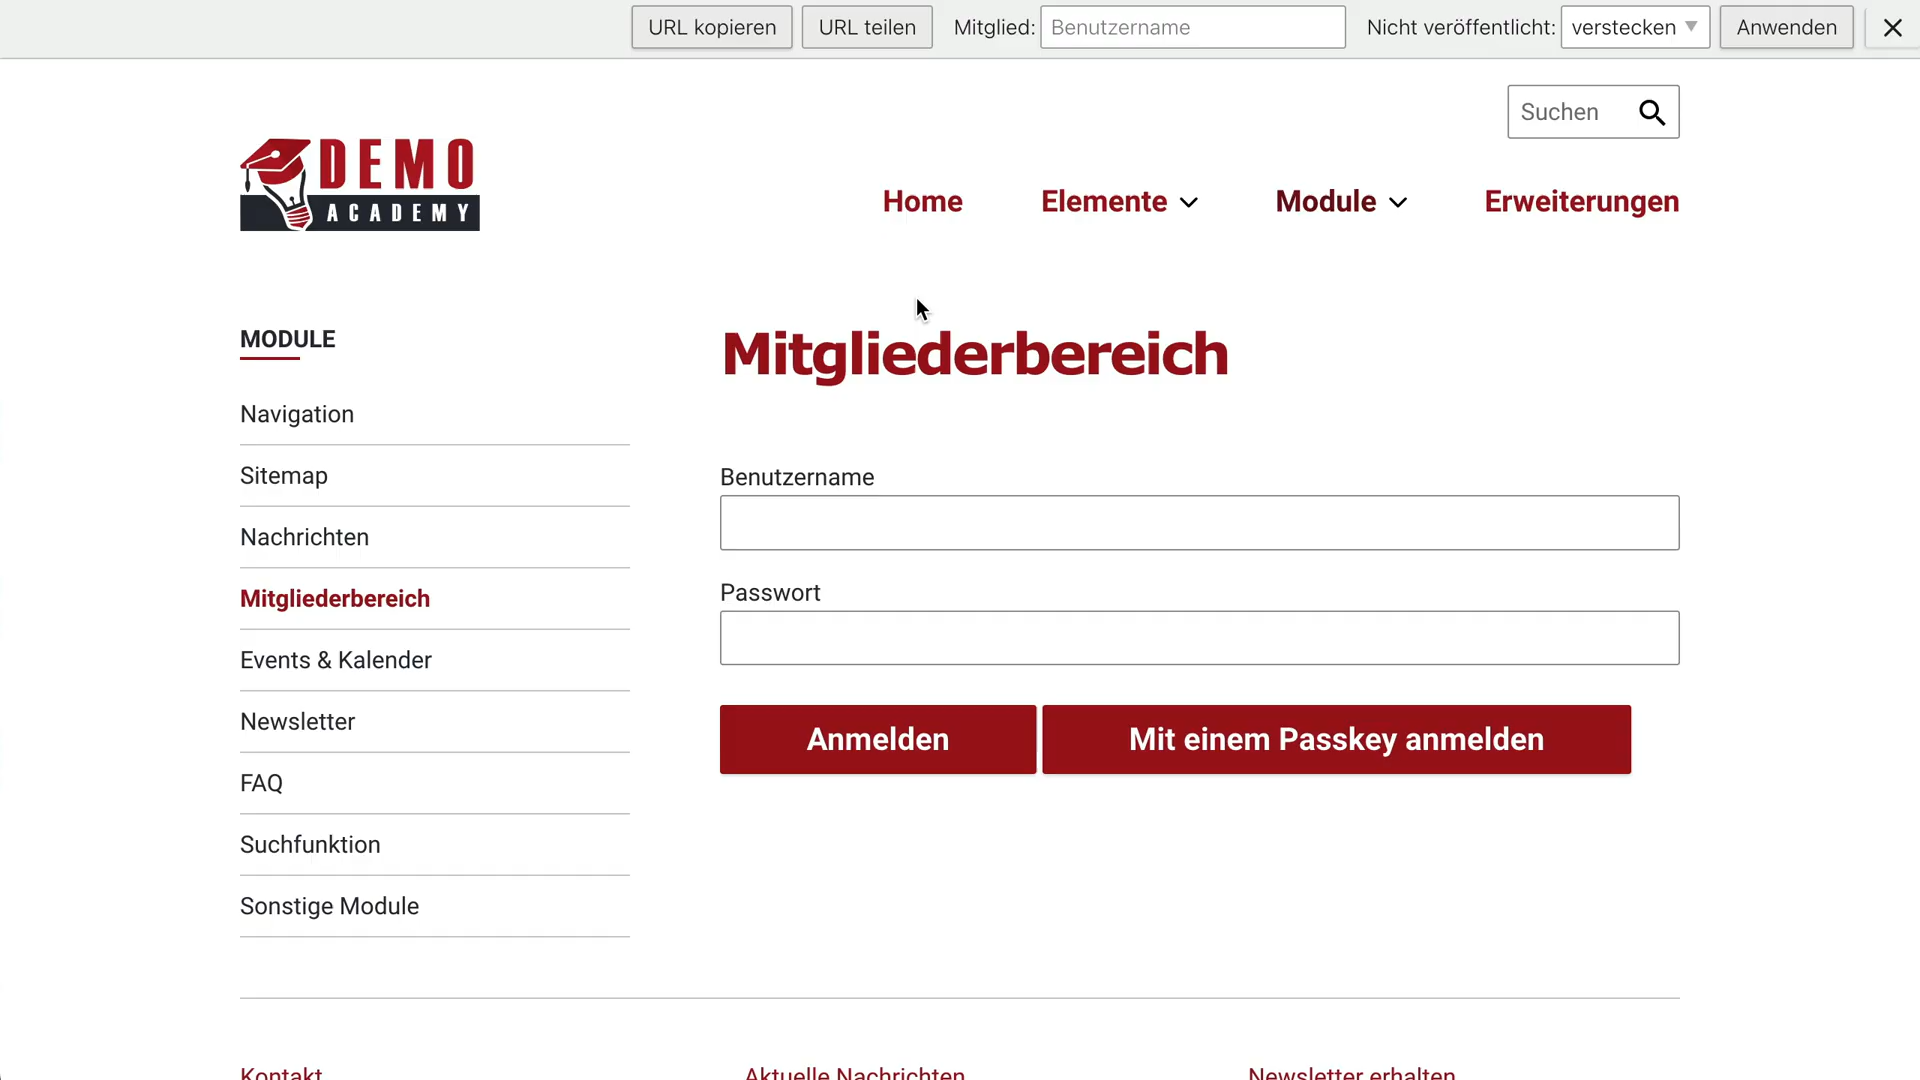 URL kopieren URL teilen Mitglied: Benutzername Nicht veröffentlicht: verstecken Anwenden
Suchen
DEMO
ACADEMY
Home Elemente Module Erweiterungen
MODULE
Navigation
Sitemap
Nachrichten
Mitgliederbereich
Events & Kalender
Newsletter
FAQ
Suchfunktion
Sonstige Module
Mitgliederbereich
Benutzername
Passwort
Anmelden Mit einem Passkey anmelden
Kontakt Aktuelle Nachrichten Newsletter erhalten